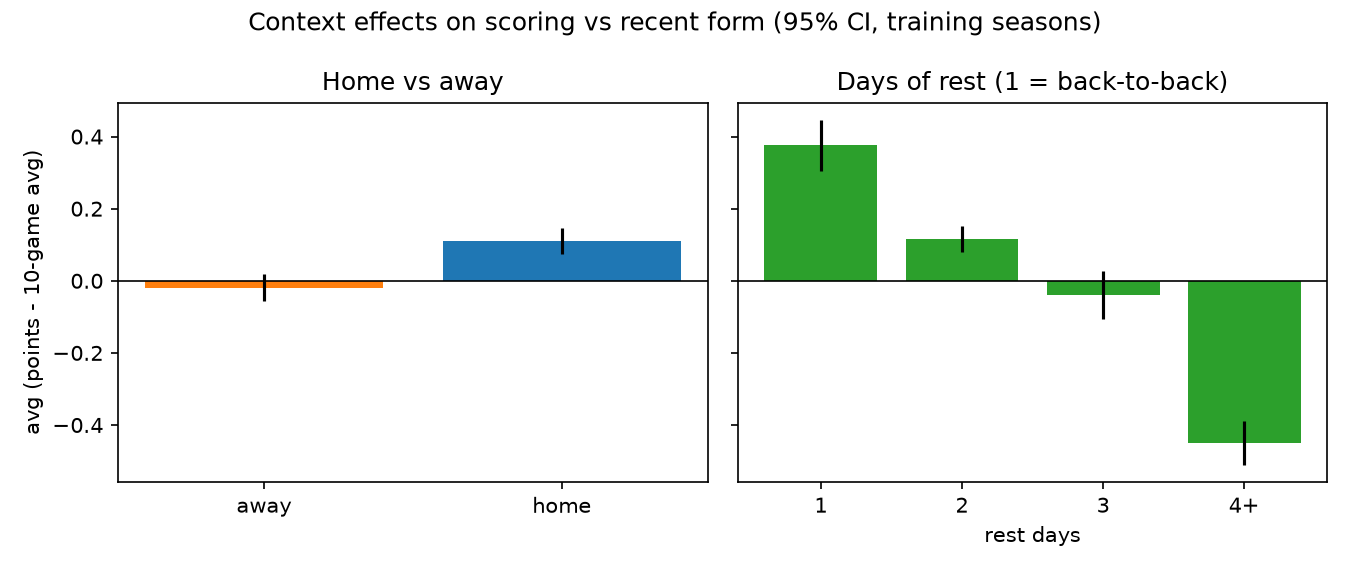 Context effects on scoring vs recent form (95% CI, training seasons)
Home vs away
avg (points - 10-game avg)
0.4
0.2
0.0
−0.2
−0.4
away home
Days of rest (1 = back-to-back)
1 2 3 4+
rest days